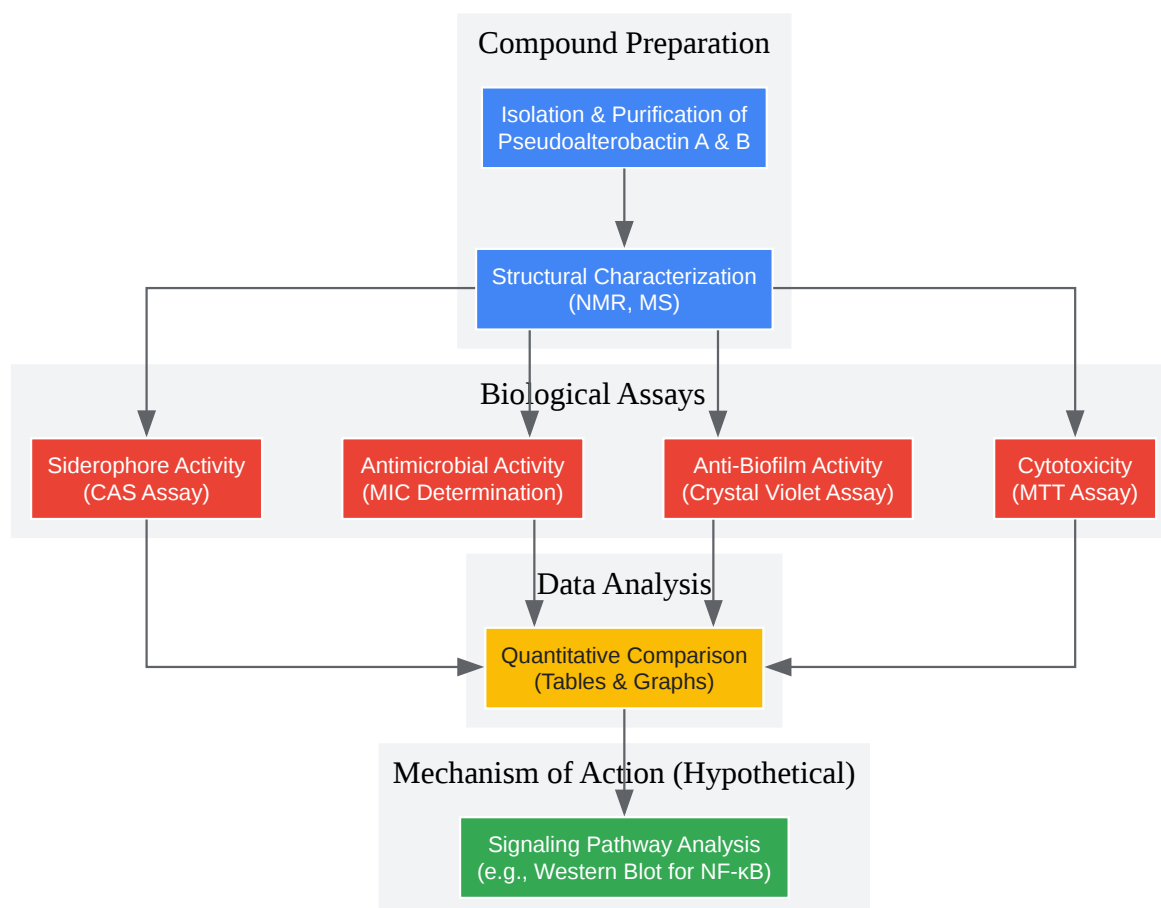 Compound Preparation
Isolation & Purification of
Pseudoalterobactin A & B
Structural Characterization
(NMR, MS)
Biological Assays
Siderophore Activity
(CAS Assay)
Antimicrobial Activity
(MIC Determination)
Anti-Biofilm Activity
(Crystal Violet Assay)
Cytotoxicity
(MTT Assay)
Data Analysis
Quantitative Comparison
(Tables & Graphs)
Mechanism of Action (Hypothetical)
Signaling Pathway Analysis
(e.g., Western Blot for NF-κB)